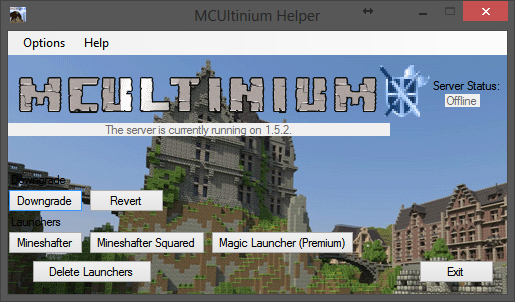 MCUltinium Helper
Options Help
MCULTINIUM
Server Status:
Offline
The server is currently running on 1.5.2.
Downgrade
Downgrade Revert
Launchers
Mineshafter Mineshafter Squared Magic Launcher (Premium)
Delete Launchers Exit